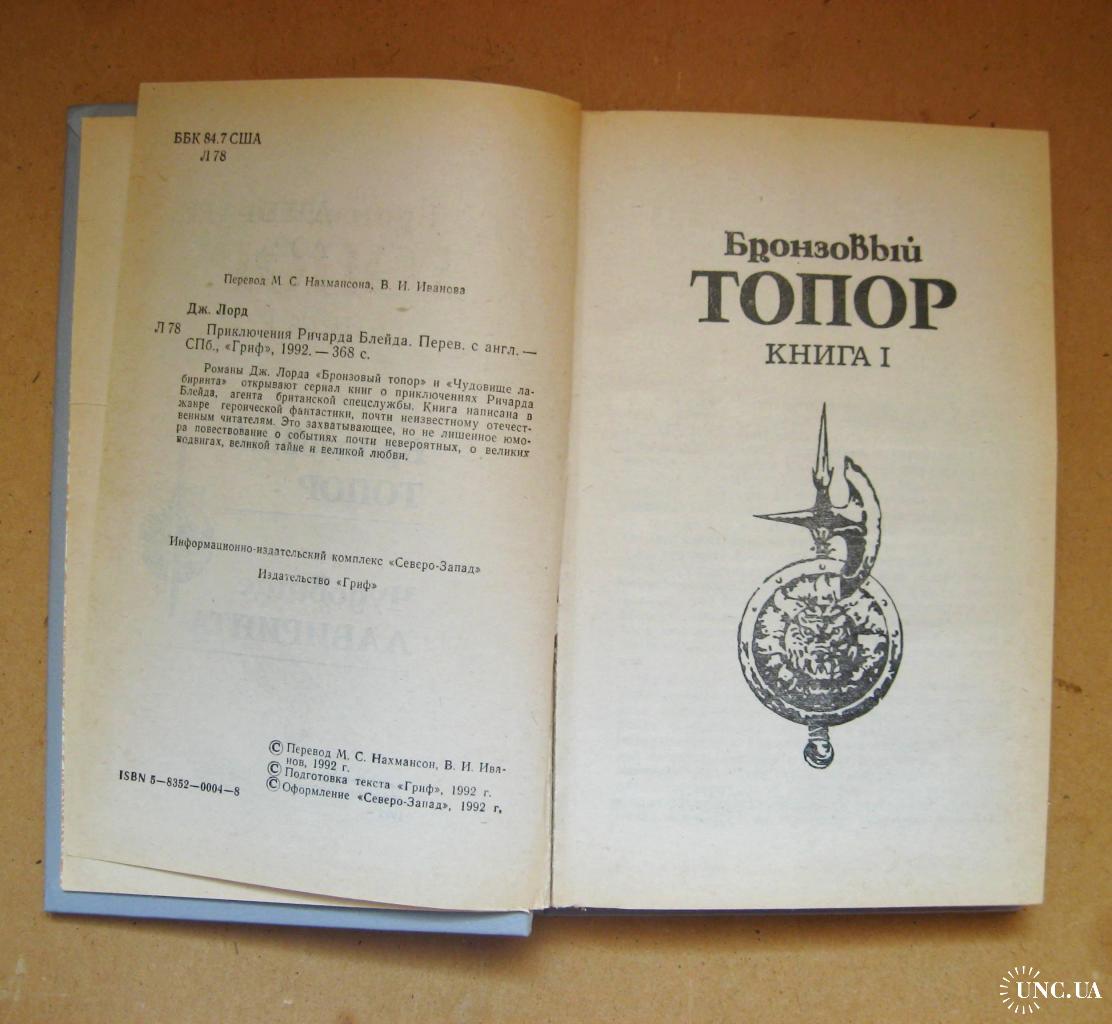 ББК 84.7 США
Л 78
Перевод М. С. Нахмансона, В. И. Иванова
Дж. Лорд
Л 78 Приключения Ричарда Блейда. Перев. с англ. —
СПб., «Гриф», 1992. — 368 с.
Романы Дж. Лорда «Бронзовый топор» и «Чудовище ла-
биринта» открывают сериал книг о приключениях Ричарда
Блейда, агента британской спецслужбы. Книга написана в
жанре героической фантастики, почти неизвестному отечест-
венным читателям. Это захватывающее, но не лишенное юмо-
ра повествование о событиях почти невероятных, о великих
подвигах, великой тайне и великой любви.
Информационно-издательский комплекс «Северо-Запад»
Издательство «Гриф»
© Перевод М. С. Нахмансон, В. И. Ива-
нов, 1992 г.
© Подготовка текста «Гриф», 1992 г.
© Оформление «Северо-Запад», 1992 г.
ISBN 5—8352—0004—8
Бронзовый
ТОПОР
КНИГА I
UNC.UA